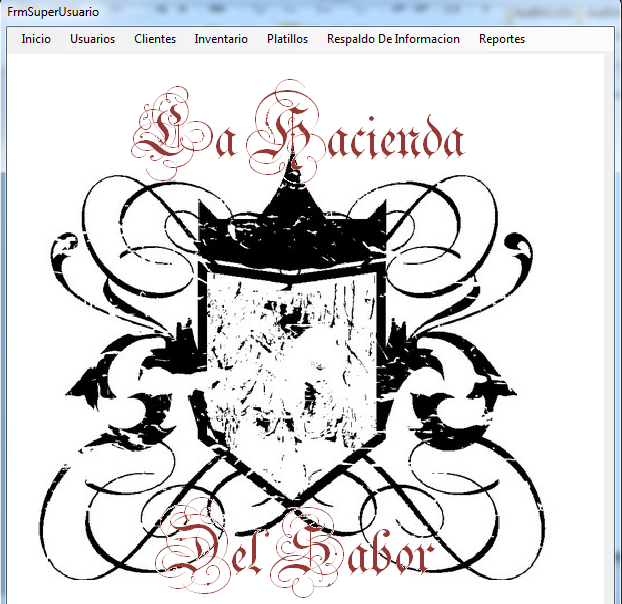 FrmSuperUsuario
Inicio Usuarios Clientes Inventario Platillos Respaldo De Informacion Reportes
La Hacienda
Del Sabor